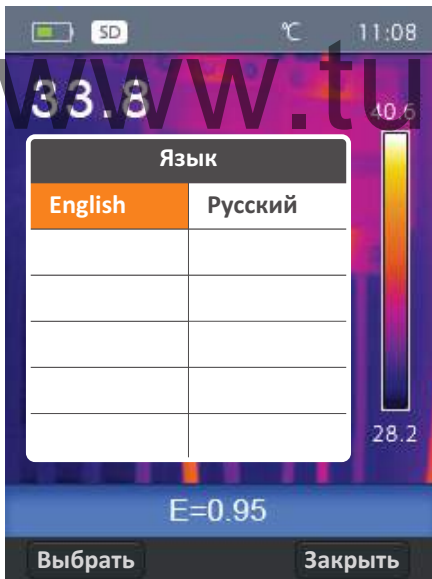 SD °C 11:08
33.8
www.tu
40.6
Язык
English Русский
28.2
E=0.95
Выбрать Закрыть